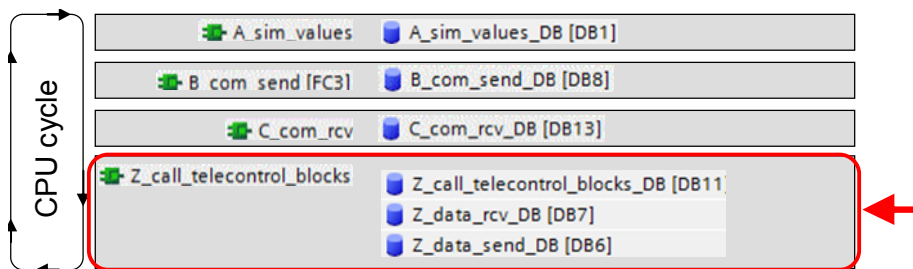 CPU cycle
A_sim_values A_sim_values_DB [DB1]
B_com_send [FC3] B_com_send_DB [DB8]
C_com_rcv C_com_rcv_DB [DB13]
Z_call_telecontrol_blocks Z_call_telecontrol_blocks_DB [DB11]
Z_data_rcv_DB [DB7]
Z_data_send_DB [DB6]